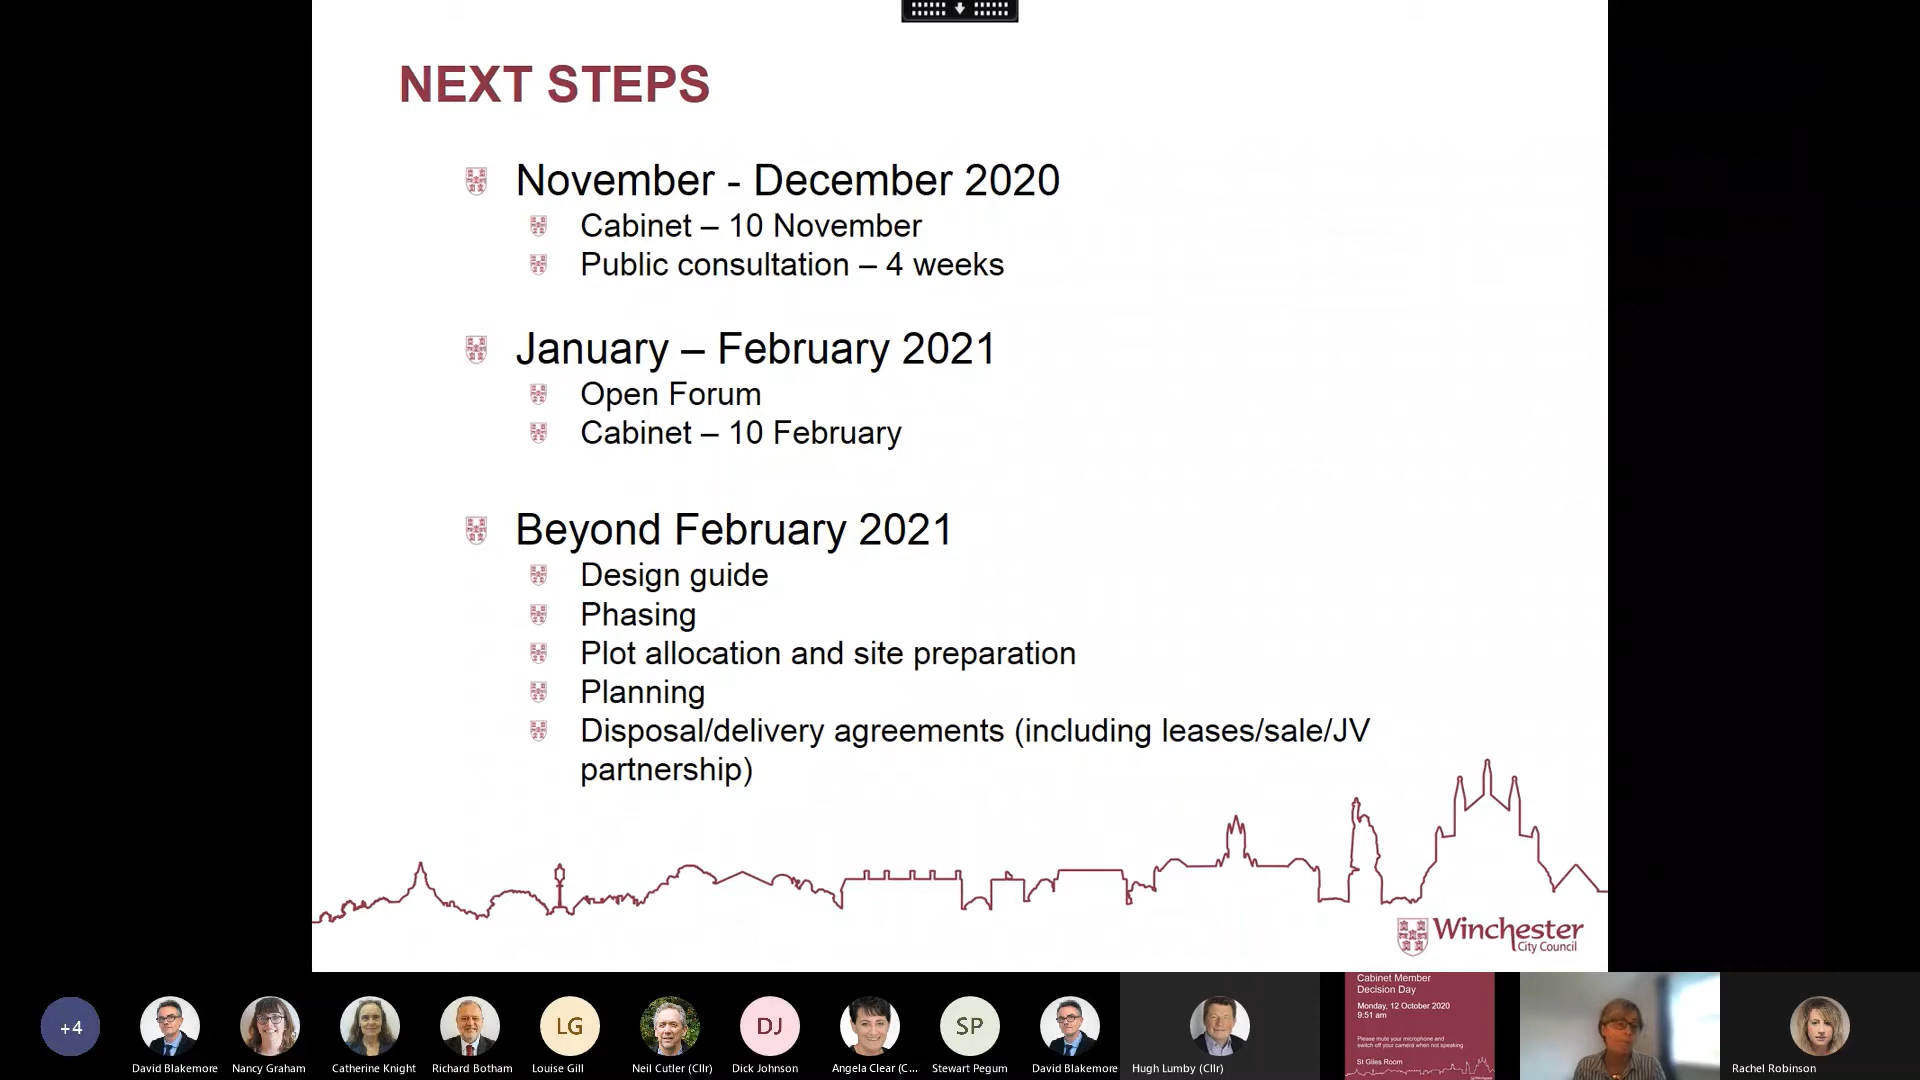 NEXT STEPS
November - December 2020
Cabinet – 10 November
Public consultation – 4 weeks
January – February 2021
Open Forum
Cabinet – 10 February
Beyond February 2021
Design guide
Phasing
Plot allocation and site preparation
Planning
Disposal/delivery agreements (including leases/sale/JV
partnership)
Winchester
City Council
Cabinet Member
Decision Day
Monday, 12 October 2020
9:51 am
Please mute your microphone and
switch off your camera when not speaking
St Giles Room
+4
LG
DJ
SP
David Blakemore
Nancy Graham
Catherine Knight
Richard Botham
Louise Gill
Neil Cutler (Cllr)
Dick Johnson
Angela Clear (C...
Stewart Pegum
David Blakemore
Hugh Lumby (Cllr)
Rachel Robinson